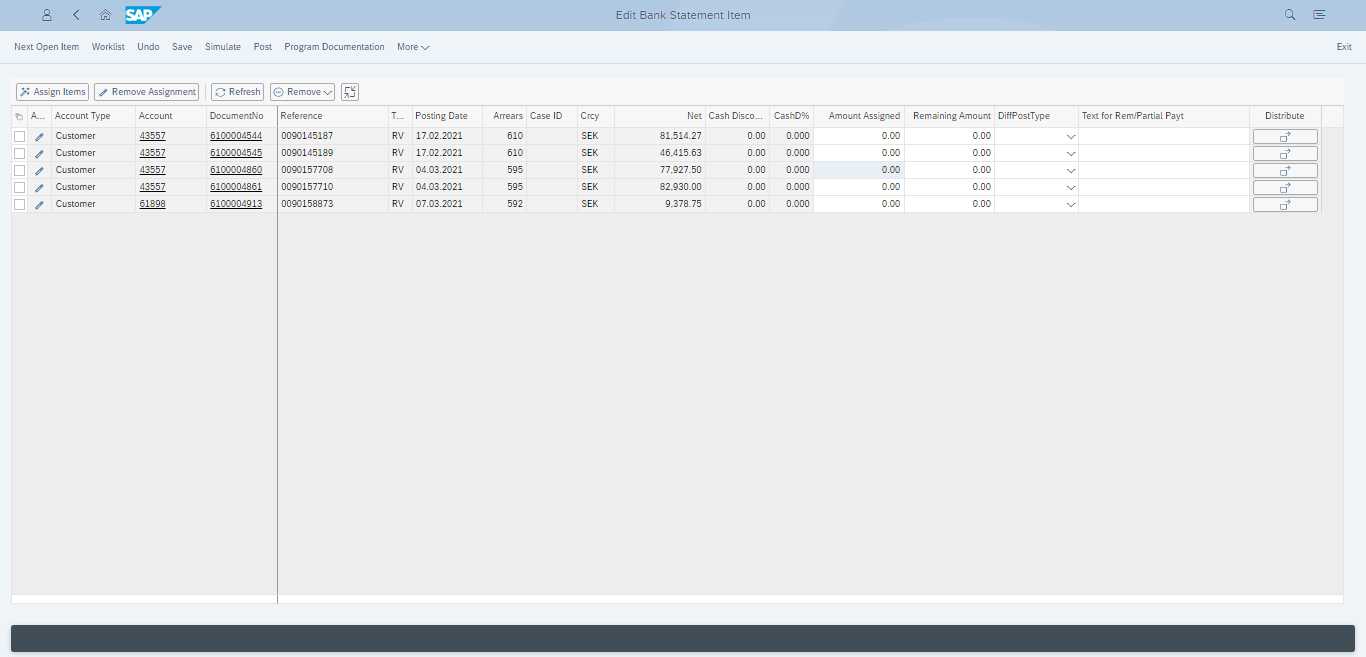 SAP Edit Bank Statement Item
Next Open Item Worklist Undo Save Simulate Post Program Documentation More Exit
Assign Items Remove Assignment Refresh Remove
A... Account Type Account DocumentNo Reference T... Posting Date Arrears Case ID Crcy Net Cash Disco... CashD% Amount Assigned Remaining Amount DiffPostType Text for Rem/Partial Payt Distribute
Customer 43557 6100004544 0090145187 RV 17.02.2021 610 SEK 81,514.27 0.00 0.000 0.00 0.00
Customer 43557 6100004545 0090145189 RV 17.02.2021 610 SEK 46,415.63 0.00 0.000 0.00 0.00
Customer 43557 6100004860 0090157708 RV 04.03.2021 595 SEK 77,927.50 0.00 0.000 0.00 0.00
Customer 43557 6100004861 0090157710 RV 04.03.2021 595 SEK 82,930.00 0.00 0.000 0.00 0.00
Customer 61898 6100004913 0090158873 RV 07.03.2021 592 SEK 9,378.75 0.00 0.000 0.00 0.00